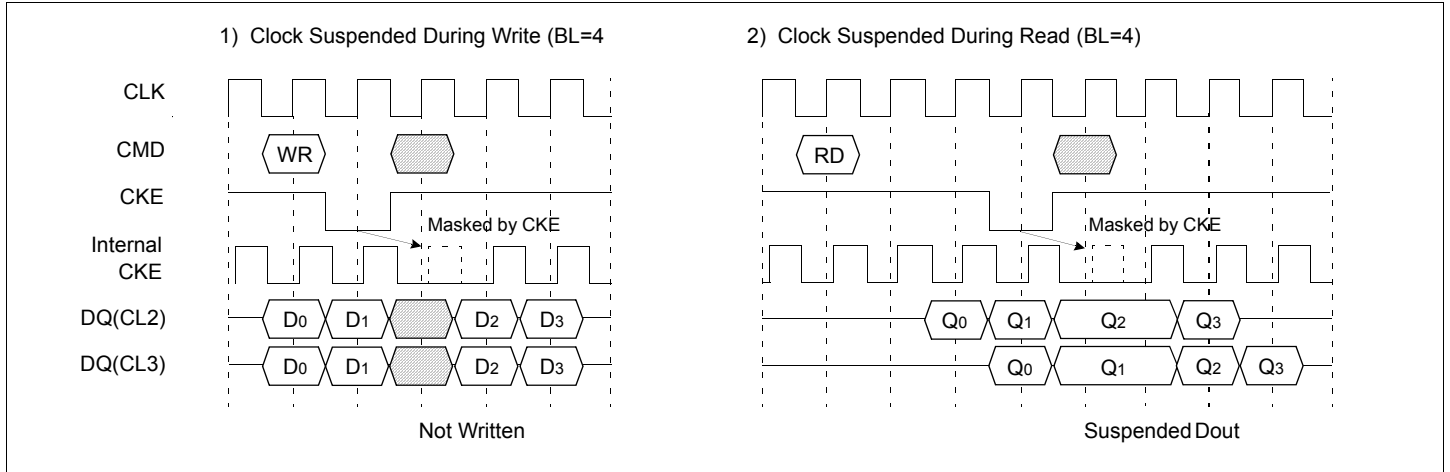 1) Clock Suspended During Write (BL=4
2) Clock Suspended During Read (BL=4)
CLK
CMD
WR
RD
CKE
Masked by CKE
Masked by CKE
Internal
CKE
DQ(CL2)
D0 D1 D2 D3
Q0 Q1 Q2 Q3
DQ(CL3)
D0 D1 D2 D3
Q0 Q1 Q2 Q3
Not Written
Suspended Dout